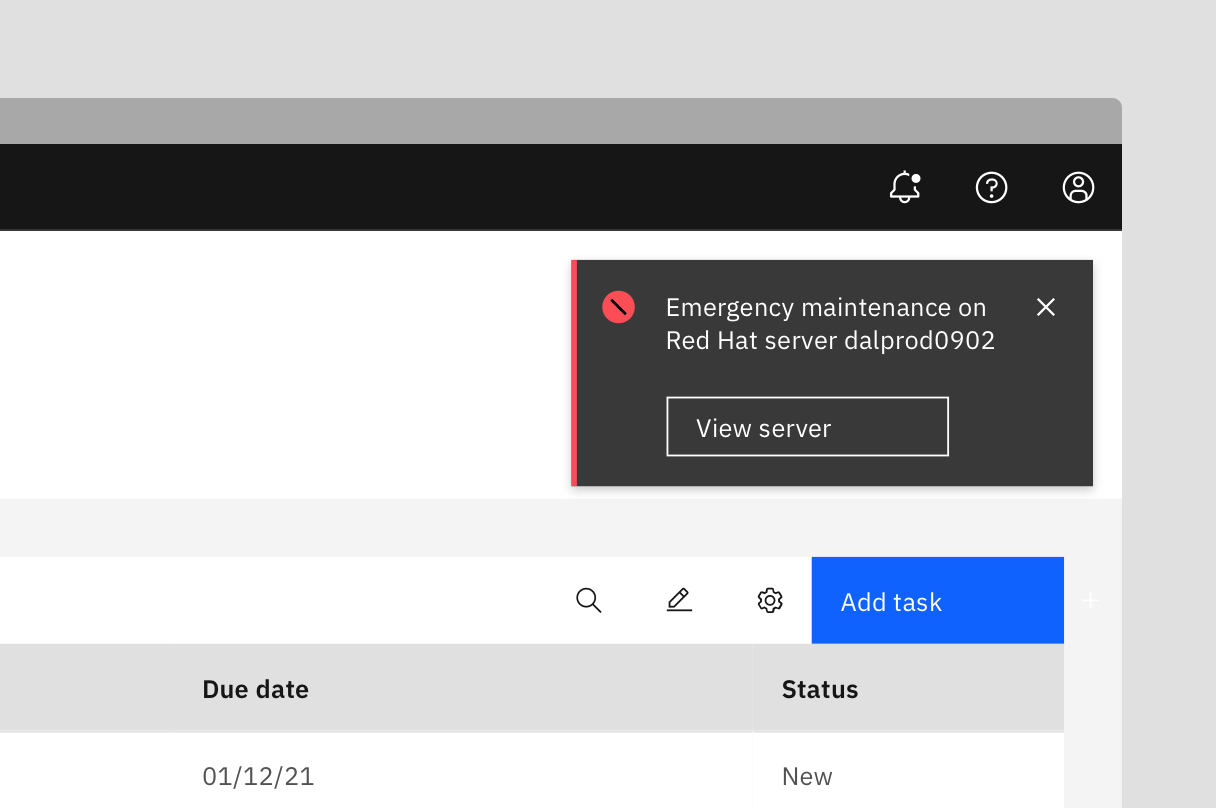 Emergency maintenance on
Red Hat server dalprod0902
View server
Add task
Due date Status
01/12/21 New